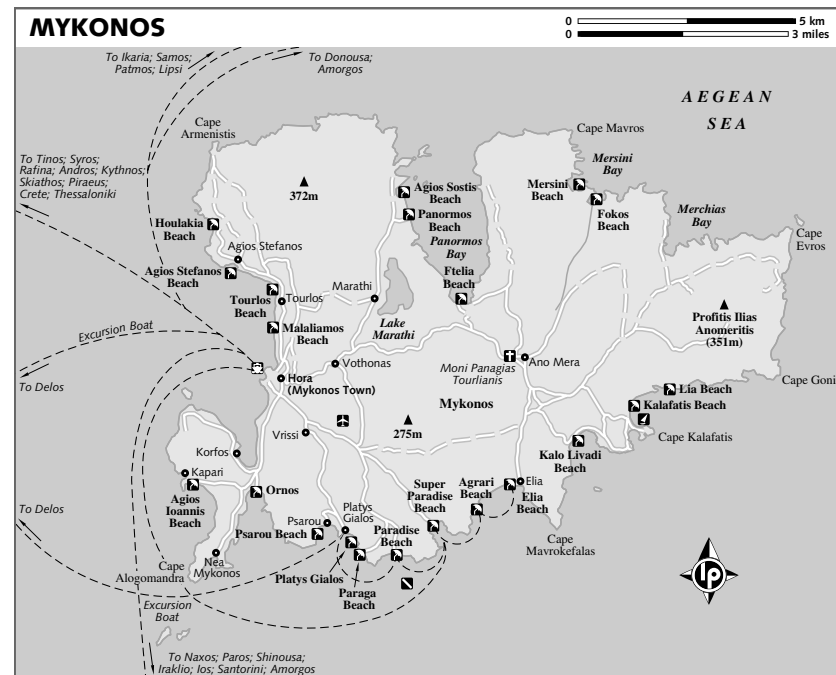 MYKONOS
0 5 km
0 3 miles
To Ikaria; Samos;
Patmos; Lipsi
To Donousa;
Amorgos
AEGEAN
SEA
Cape
Armenistis
Cape Mavros
Mersini
Bay
To Tinos; Syros;
Rafina; Andros; Kythnos;
Skiathos; Piraeus;
Crete; Thessaloniki
372m
Agios Sostis
Beach
Mersini
Beach
Panormos
Beach
Fokos
Beach
Merchias
Bay
Houlakia
Beach
Panormos
Bay
Cape
Evros
Agios Stefanos
Agios Stefanos
Beach
Ftelia
Beach
Marathi
Tourlos
Beach
Tourlos
Profitis Ilias
Anomeritis
(351m)
Lake
Marathi
Malaliamos
Beach
Excursion Boat
Vothonas
Moni Panagias
Tourlianis
Ano Mera
To Delos
Hora
(Mykonos Town)
Cape Goni
Lia Beach
Mykonos
Kalafatis Beach
Vrissi
275m
Cape Kalafatis
Korfos
Kalo Livadi
Beach
Kapari
Super
Paradise
Beach
Agrari
Beach
Elia
Elia
Beach
Agios
Ioannis
Beach
Ornos
To Delos
Platys
Gialos
Psarou
Psarou Beach
Paradise
Beach
Cape
Mavrokefalas
Cape
Alogomandra
Nea
Mykonos
Platys Gialos
Paraga
Beach
lp
Excursion
Boat
To Naxos; Paros; Shinousa;
Iraklio; Ios; Santorini; Amorgos